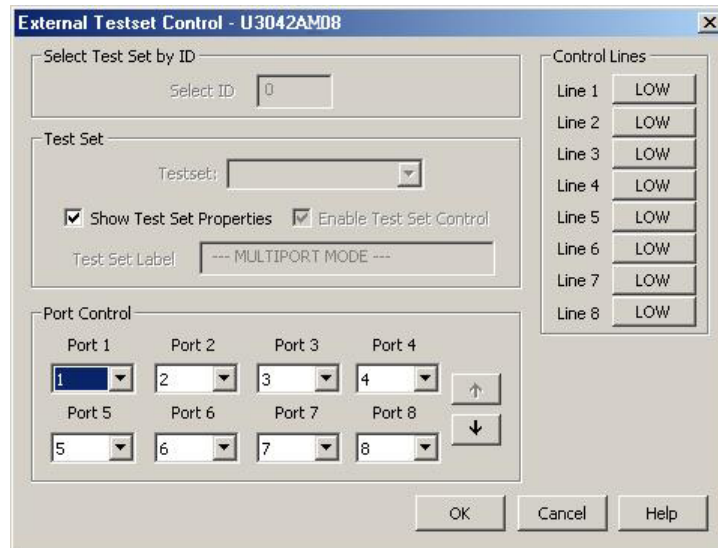 External Testset Control - U3042AM08
Select Test Set by ID
Select ID 0
Test Set
Testset:
Show Test Set Properties Enable Test Set Control
Test Set Label --- MULTIPORT MODE ---
Port Control
Port 1 Port 2 Port 3 Port 4
1 2 3 4
Port 5 Port 6 Port 7 Port 8
5 6 7 8
Control Lines
Line 1 LOW
Line 2 LOW
Line 3 LOW
Line 4 LOW
Line 5 LOW
Line 6 LOW
Line 7 LOW
Line 8 LOW
OK Cancel Help